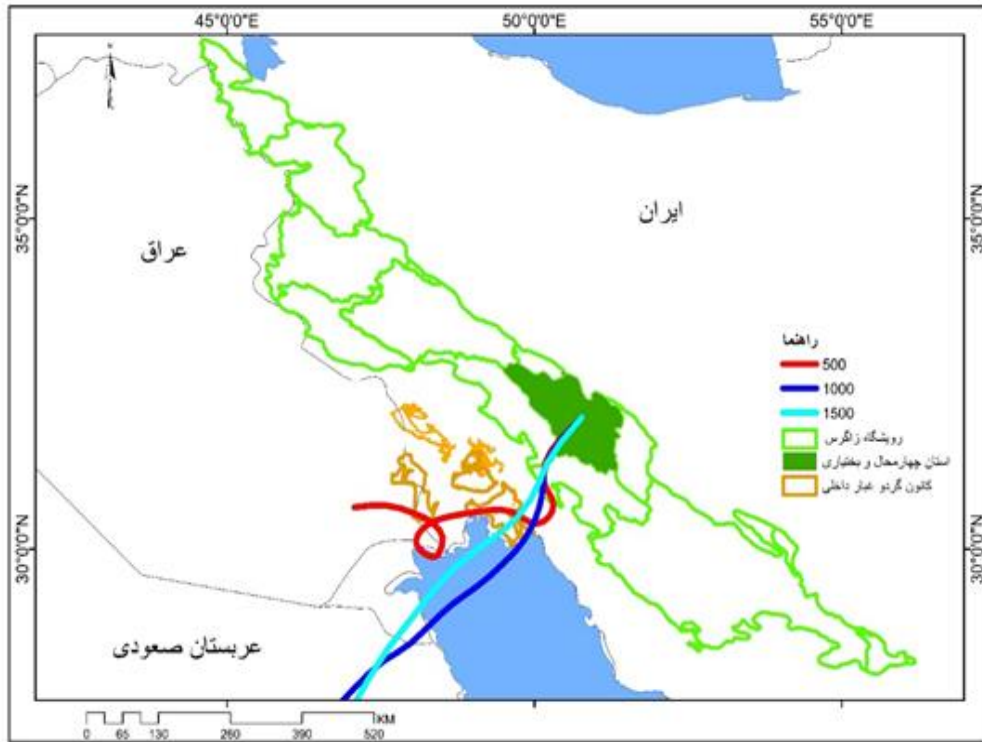 45°0'0"E 50°0'0"E 55°0'0"E
35°0'0"N 35°0'0"N
30°0'0"N 30°0'0"N
N
ایران
عراق
عربستان صعودی
راهنما
500
1000
1500
رویشگاه زاگرس
استان چهارمحال و بختیاری
کانون گردو غبار داخلی
KM
0 65 130 260 390 520